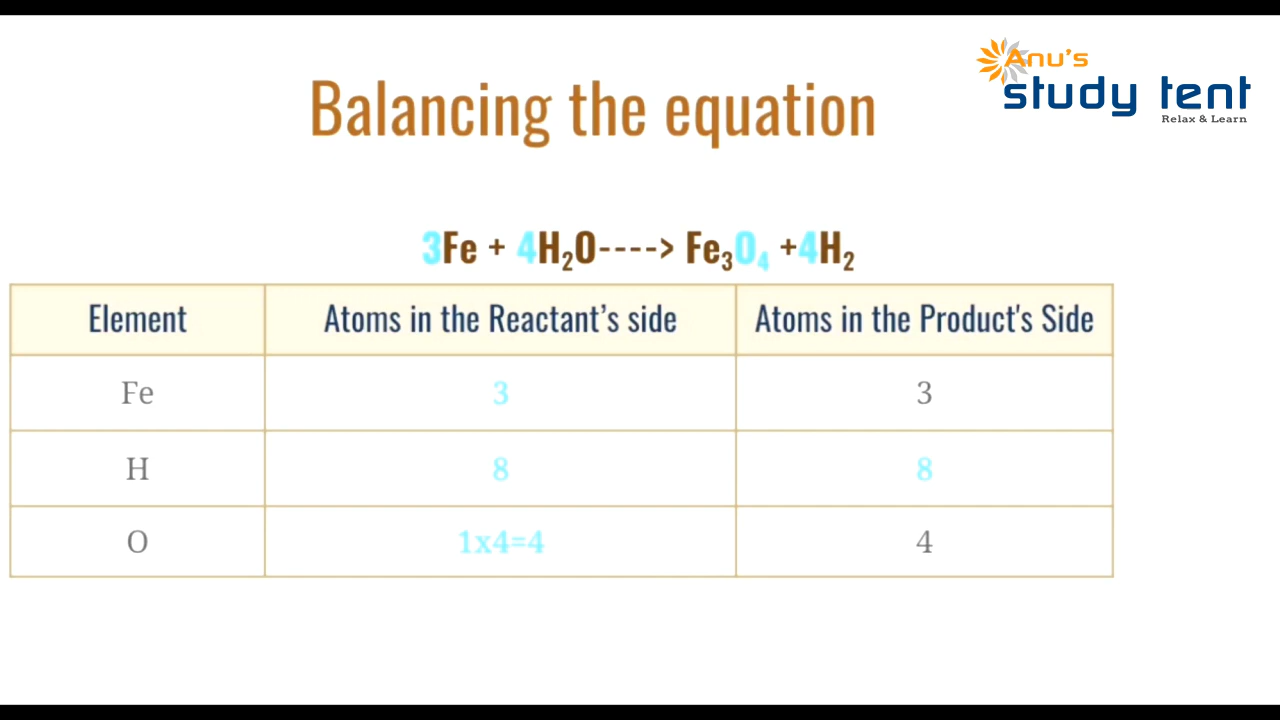 Anu's
study tent
Relax & Learn
Balancing the equation
3Fe + 4H₂O----> Fe₃O₄ +4H₂
Element Atoms in the Reactant’s side Atoms in the Product's Side
Fe 3 3
H 8 8
O 1x4=4 4